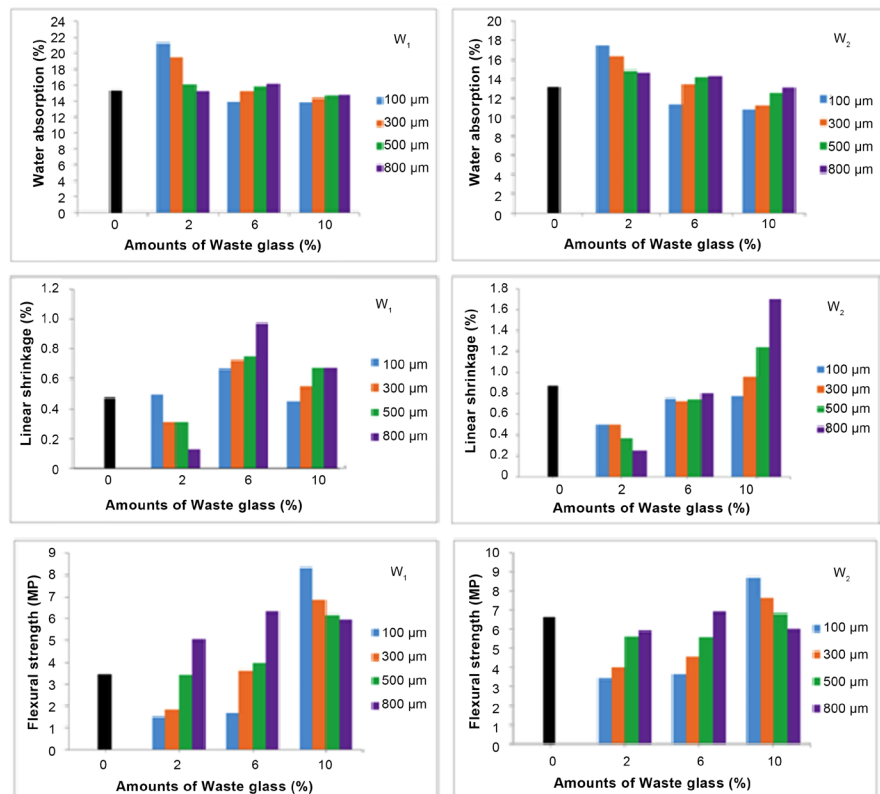 24
22
20
18
16
14
12
10
8
6
4
2
0
Water absorption (%)
W1
100 µm
300 µm
500 µm
800 µm
0 2 6 10
Amounts of Waste glass (%)
20
18
16
14
12
10
8
6
4
2
0
Water absorption (%)
W2
100 µm
300 µm
500 µm
800 µm
0 2 6 10
Amounts of Waste glass (%)
1.2
1.0
0.8
0.6
0.4
0.2
0
Linear shrinkage (%)
W1
100 µm
300 µm
500 µm
800 µm
0 2 6 10
Amounts of Waste glass (%)
1.8
1.6
1.4
1.2
1.0
0.8
0.6
0.4
0.2
0
Linear shrinkage (%)
W2
100 µm
300 µm
500 µm
800 µm
0 2 6 10
Amounts of Waste glass (%)
9
8
7
6
5
4
3
2
1
0
Flexural strength (MP)
W1
100 µm
300 µm
500 µm
800 µm
0 2 6 10
Amounts of Waste glass (%)
10
9
8
7
6
5
4
3
2
1
0
Flexural strength (MP)
W2
100 µm
300 µm
500 µm
800 µm
0 2 6 10
Amounts of Waste glass (%)